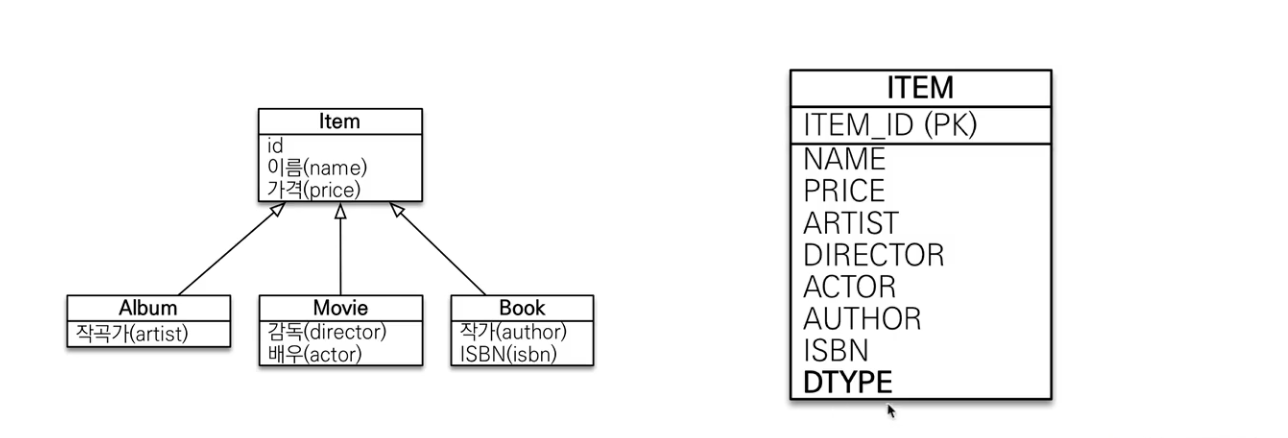 Item
id
이름(name)
가격(price)
Album
작곡가(artist)
Movie
감독(director)
배우(actor)
Book
작가(author)
ISBN(isbn)
ITEM
ITEM_ID (PK)
NAME
PRICE
ARTIST
DIRECTOR
ACTOR
AUTHOR
ISBN
DTYPE